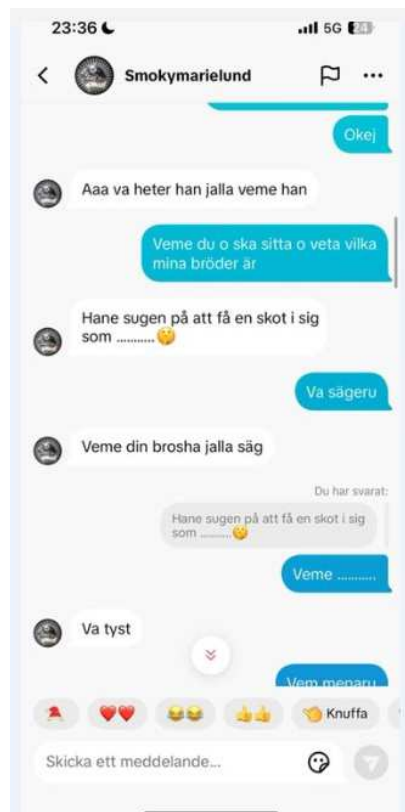 23:36
5G 24
Smokymarielund
Okej
Aaa va heter han jalla veme han
Veme du o ska sitta o veta vilka
mina bröder är
Hane sugen på att få en skot i sig
som ...........🤫
Va sägeru
Veme din brosha jalla säg
Du har svarat:
Hane sugen på att få en skot i sig
som ...........🤫
Veme ...........
Va tyst
Vem menaru
Knuffa
Skicka ett meddelande...